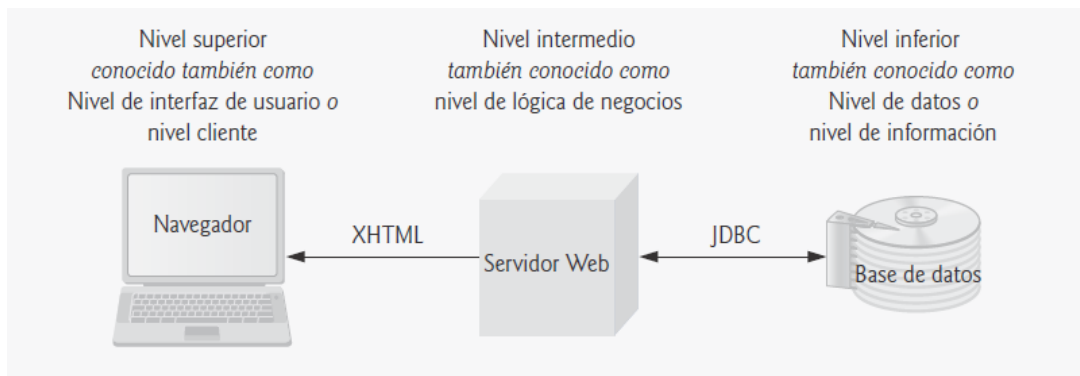 Nivel superior
conocido también como
Nivel de interfaz de usuario o
nivel cliente
Nivel intermedio
también conocido como
nivel de lógica de negocios
Nivel inferior
también conocido como
Nivel de datos o
nivel de información
Navegador
XHTML
Servidor Web
JDBC
Base de datos